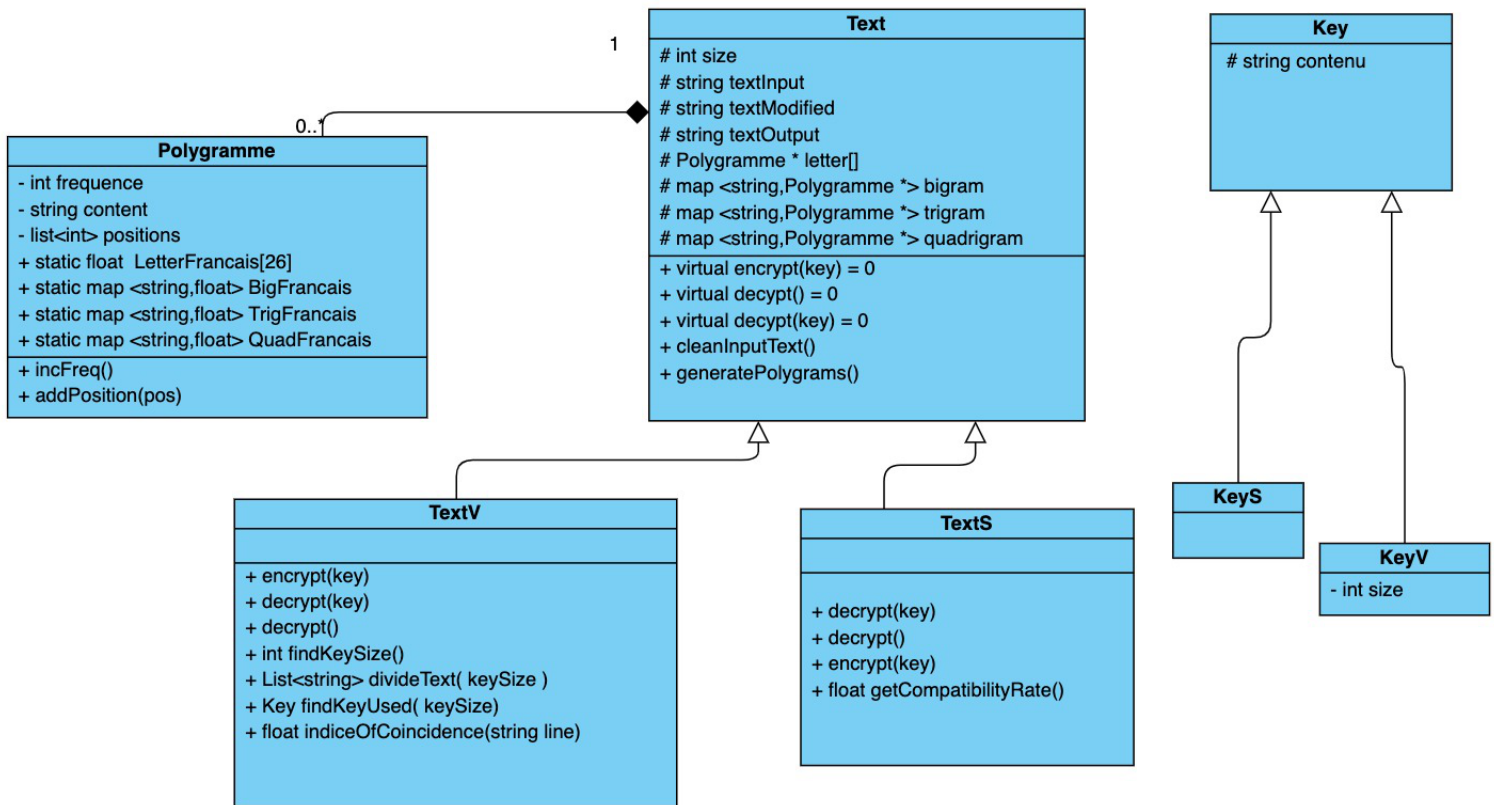 Text
# int size
# string textInput
# string textModified
# string textOutput
# Polygramme * letter[]
# map <string,Polygramme *> bigram
# map <string,Polygramme *> trigram
# map <string,Polygramme *> quadrigram
+ virtual encrypt(key) = 0
+ virtual decypt() = 0
+ virtual decypt(key) = 0
+ cleanInputText()
+ generatePolygrams()
1
0..*
Polygramme
- int frequence
- string content
- list<int> positions
+ static float LetterFrancais[26]
+ static map <string,float> BigFrancais
+ static map <string,float> TrigFrancais
+ static map <string,float> QuadFrancais
+ incFreq()
+ addPosition(pos)
Key
# string contenu
TextV
+ encrypt(key)
+ decrypt(key)
+ decrypt()
+ int findKeySize()
+ List<string> divideText( keySize )
+ Key findKeyUsed( keySize)
+ float indiceOfCoincidence(string line)
TextS
+ decrypt(key)
+ decrypt()
+ encrypt(key)
+ float getCompatibilityRate()
KeyS
KeyV
- int size